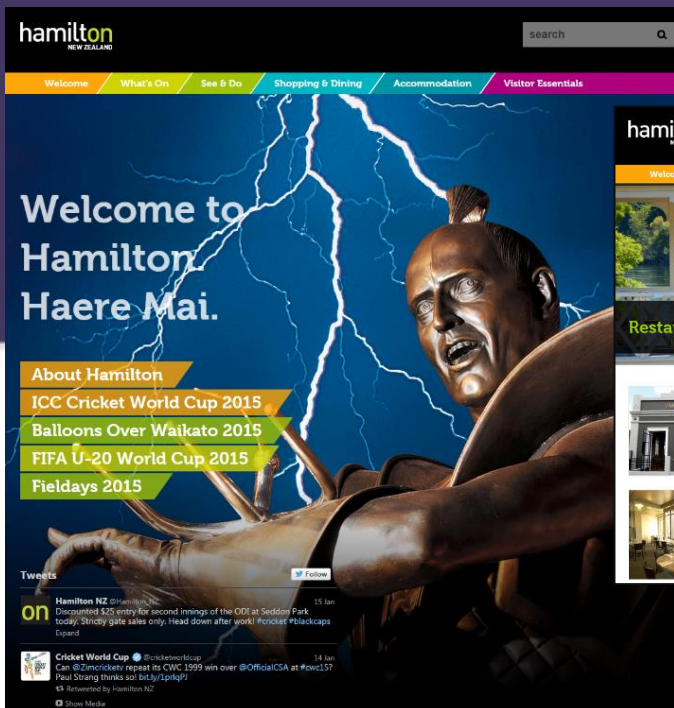 hamilton
NEW ZEALAND
search
Welcome What's On See & Do Shopping & Dining Accommodation Visitor Essentials
Welcome to
Hamilton.
Haere Mai.
About Hamilton
ICC Cricket World Cup 2015
Balloons Over Waikato 2015
FIFA U-20 World Cup 2015
Fieldays 2015
Tweets
Follow
on
Hamilton NZ @Hamilton_NZ 15 Jan
Discounted $25 entry for second innings of the ODI at Seddon Park
today. Strictly gate sales only. Head down after work! #cricket #blackcaps
Expand
Cricket World Cup @cricketworldcup 14 Jan
Can @Zimcricketv repeat its CWC 1999 win over @OfficialCSA at #cwc15?
Paul Strang thinks so! bit.ly/1prlqPJ
Retweeted by Hamilton NZ
Show Media
hami
Welco
Resta